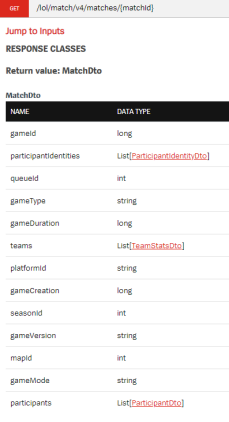 GET /lol/match/v4/matches/{matchId}
Jump to Inputs
RESPONSE CLASSES
Return value: MatchDto
MatchDto
NAME DATA TYPE
gameId long
participantIdentities List[ParticipantIdentityDto]
queueId int
gameType string
gameDuration long
teams List[TeamStatsDto]
platformId string
gameCreation long
seasonId int
gameVersion string
mapId int
gameMode string
participants List[ParticipantDto]